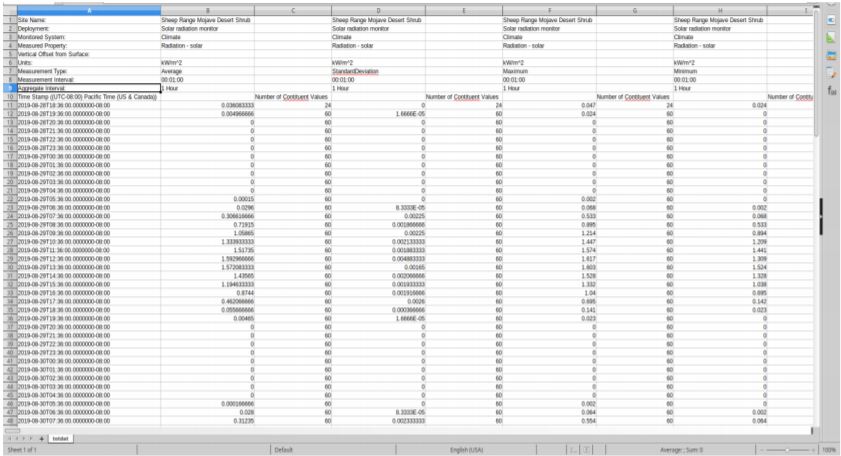 A B C D E F G H I
1 Site Name: Sheep Range Mojave Desert Shrub Sheep Range Mojave Desert Shrub Sheep Range Mojave Desert Shrub Sheep Range Mojave Desert Shrub
2 Deployment: Solar radiation monitor Solar radiation monitor Solar radiation monitor Solar radiation monitor
3 Monitored System: Climate Climate Climate Climate
4 Measured Property: Radiation - solar Radiation - solar Radiation - solar Radiation - solar
5 Vertical Offset from Surface:
6 Units: kW/m^2 kW/m^2 kW/m^2 kW/m^2
7 Measurement Type: Average StandardDeviation Maximum Minimum
8 Measurement Interval: 00:01:00 00:01:00 00:01:00 00:01:00
9 Aggregate Interval: 1 Hour 1 Hour 1 Hour 1 Hour
10 Time Stamp ((UTC-08:00) Pacific Time (US & Canada)) Number of Contituent Values Number of Contituent Values Number of Contituent Values Number of Contitu
11 2019-08-28T18:36:00.0000000-08:00 0.036083333 24 0 24 0.047 24 0.024
12 2019-08-28T19:36:00.0000000-08:00 0.004966666 60 1.6666E-05 60 0.024 60 0
13 2019-08-28T20:36:00.0000000-08:00 0 60 0 60 0 60 0
14 2019-08-28T21:36:00.0000000-08:00 0 60 0 60 0 60 0
15 2019-08-28T22:36:00.0000000-08:00 0 60 0 60 0 60 0
16 2019-08-28T23:36:00.0000000-08:00 0 60 0 60 0 60 0
17 2019-08-29T00:36:00.0000000-08:00 0 60 0 60 0 60 0
18 2019-08-29T01:36:00.0000000-08:00 0 60 0 60 0 60 0
19 2019-08-29T02:36:00.0000000-08:00 0 60 0 60 0 60 0
20 2019-08-29T03:36:00.0000000-08:00 0 60 0 60 0 60 0
21 2019-08-29T04:36:00.0000000-08:00 0 60 0 60 0 60 0
22 2019-08-29T05:36:00.0000000-08:00 0.00015 60 0 60 0.002 60 0
23 2019-08-29T06:36:00.0000000-08:00 0.0296 60 8.3333E-05 60 0.068 60 0.002
24 2019-08-29T07:36:00.0000000-08:00 0.306616666 60 0.00225 60 0.533 60 0.068
25 2019-08-29T08:36:00.0000000-08:00 0.71915 60 0.001866666 60 0.895 60 0.533
26 2019-08-29T09:36:00.0000000-08:00 1.05865 60 0.00225 60 1.214 60 0.894
27 2019-08-29T10:36:00.0000000-08:00 1.333933333 60 0.002133333 60 1.447 60 1.209
28 2019-08-29T11:36:00.0000000-08:00 1.51735 60 0.001883333 60 1.574 60 1.441
29 2019-08-29T12:36:00.0000000-08:00 1.592966666 60 0.004883333 60 1.617 60 1.309
30 2019-08-29T13:36:00.0000000-08:00 1.572083333 60 0.00165 60 1.603 60 1.524
31 2019-08-29T14:36:00.0000000-08:00 1.43565 60 0.002066666 60 1.528 60 1.328
32 2019-08-29T15:36:00.0000000-08:00 1.194633333 60 0.001933333 60 1.332 60 1.038
33 2019-08-29T16:36:00.0000000-08:00 0.8744 60 0.001916666 60 1.04 60 0.695
34 2019-08-29T17:36:00.0000000-08:00 0.462066666 60 0.0026 60 0.695 60 0.142
35 2019-08-29T18:36:00.0000000-08:00 0.055666666 60 0.000366666 60 0.141 60 0.023
36 2019-08-29T19:36:00.0000000-08:00 0.00465 60 1.6666E-05 60 0.023 60 0
37 2019-08-29T20:36:00.0000000-08:00 0 60 0 60 0 60 0
38 2019-08-29T21:36:00.0000000-08:00 0 60 0 60 0 60 0
39 2019-08-29T22:36:00.0000000-08:00 0 60 0 60 0 60 0
40 2019-08-29T23:36:00.0000000-08:00 0 60 0 60 0 60 0
41 2019-08-30T00:36:00.0000000-08:00 0 60 0 60 0 60 0
42 2019-08-30T01:36:00.0000000-08:00 0 60 0 60 0 60 0
43 2019-08-30T02:36:00.0000000-08:00 0 60 0 60 0 60 0
44 2019-08-30T03:36:00.0000000-08:00 0 60 0 60 0 60 0
45 2019-08-30T04:36:00.0000000-08:00 0 60 0 60 0 60 0
46 2019-08-30T05:36:00.0000000-08:00 0.000166666 60 0 60 0.002 60 0
47 2019-08-30T06:36:00.0000000-08:00 0.028 60 8.3333E-05 60 0.064 60 0.002
48 2019-08-30T07:36:00.0000000-08:00 0.31235 60 0.002333333 60 0.554 60 0.064
Sheet 1 of 1 Default English (USA) Average: ; Sum: 0 100%